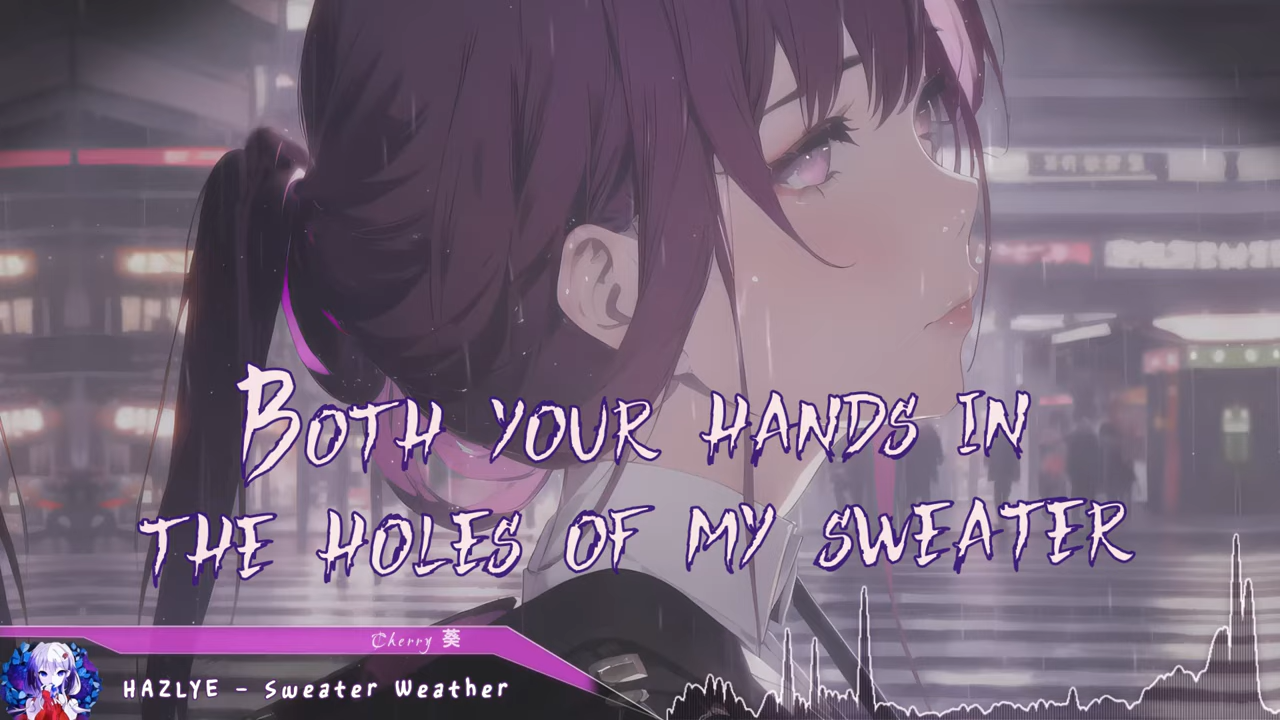 BOTH YOUR HANDS IN
THE HOLES OF MY SWEATER
Cherry 葵
HAZLYE - Sweater Weather